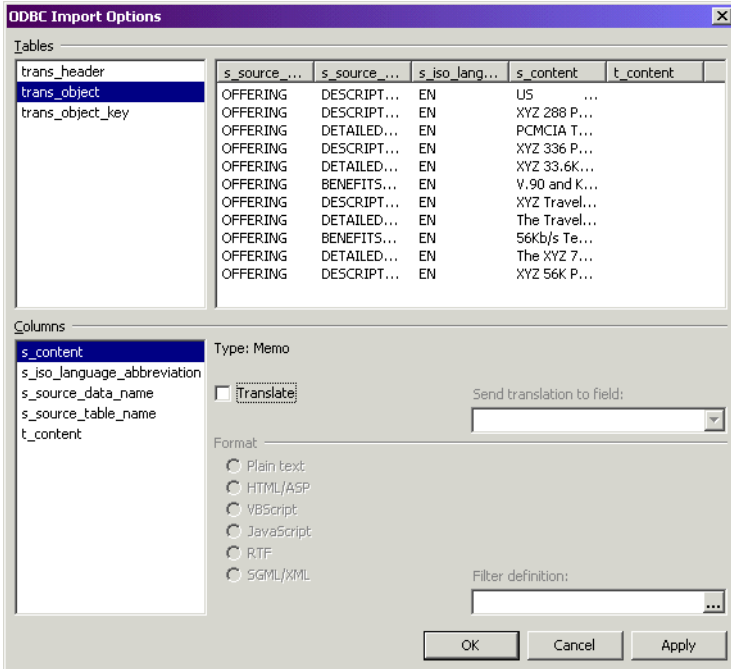 ODBC Import Options
Tables
trans_header
trans_object
trans_object_key
s_source_... s_source_... s_iso_lang... s_content t_content
OFFERING DESCRIPT... EN US ...
OFFERING DESCRIPT... EN XYZ 288 P...
OFFERING DETAILED... EN PCMCIA T...
OFFERING DESCRIPT... EN XYZ 336 P...
OFFERING DETAILED... EN XYZ 33.6K...
OFFERING BENEFITS... EN V.90 and K...
OFFERING DESCRIPT... EN XYZ Travel...
OFFERING DETAILED... EN The Travel...
OFFERING BENEFITS... EN 56Kb/s Te...
OFFERING DETAILED... EN The XYZ 7...
OFFERING DESCRIPT... EN XYZ 56K P...
Columns
s_content
s_iso_language_abbreviation
s_source_data_name
s_source_table_name
t_content
Type: Memo
Translate
Send translation to field:
Format
Plain text
HTML/ASP
VBScript
JavaScript
RTF
SGML/XML
Filter definition:
...
OK Cancel Apply